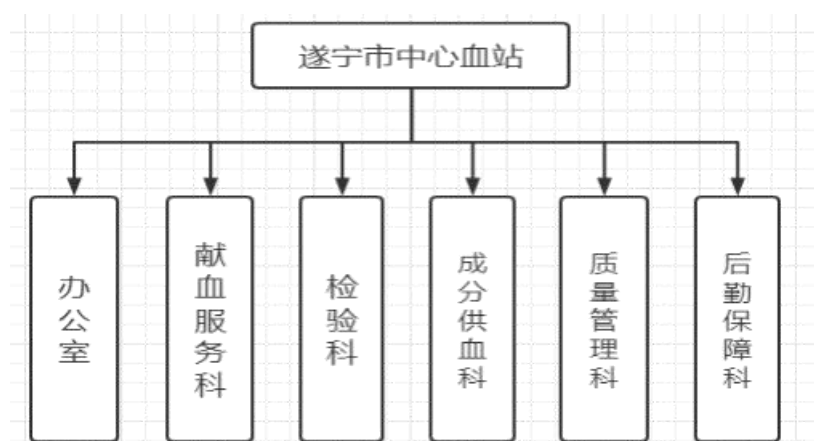 遂宁市中心血站
办公室
献血服务科
检验科
成分供血科
质量管理科
后勤保障科